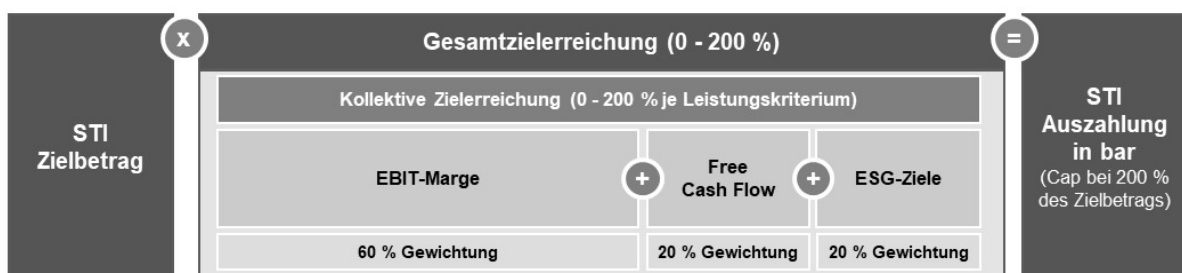 STI
Zielbetrag
x
Gesamtzielerreichung (0 - 200 %)
Kollektive Zielerreichung (0 - 200 % je Leistungskriterium)
EBIT-Marge
+
Free
Cash Flow
+
ESG-Ziele
60 % Gewichtung
20 % Gewichtung
20 % Gewichtung
=
STI
Auszahlung
in bar
(Cap bei 200 %
des Zielbetrags)